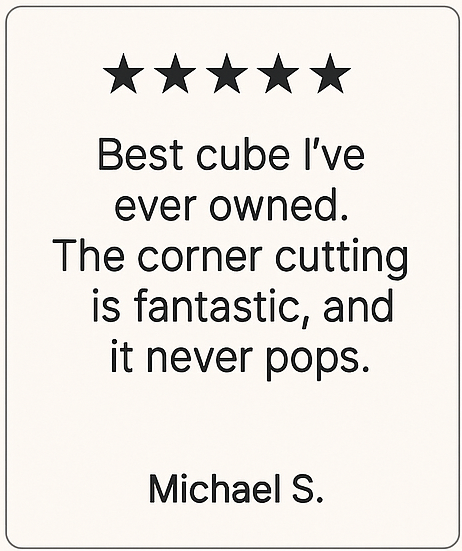 ★★★★★
Best cube I’ve
ever owned.
The corner cutting
is fantastic, and
it never pops.
Michael S.